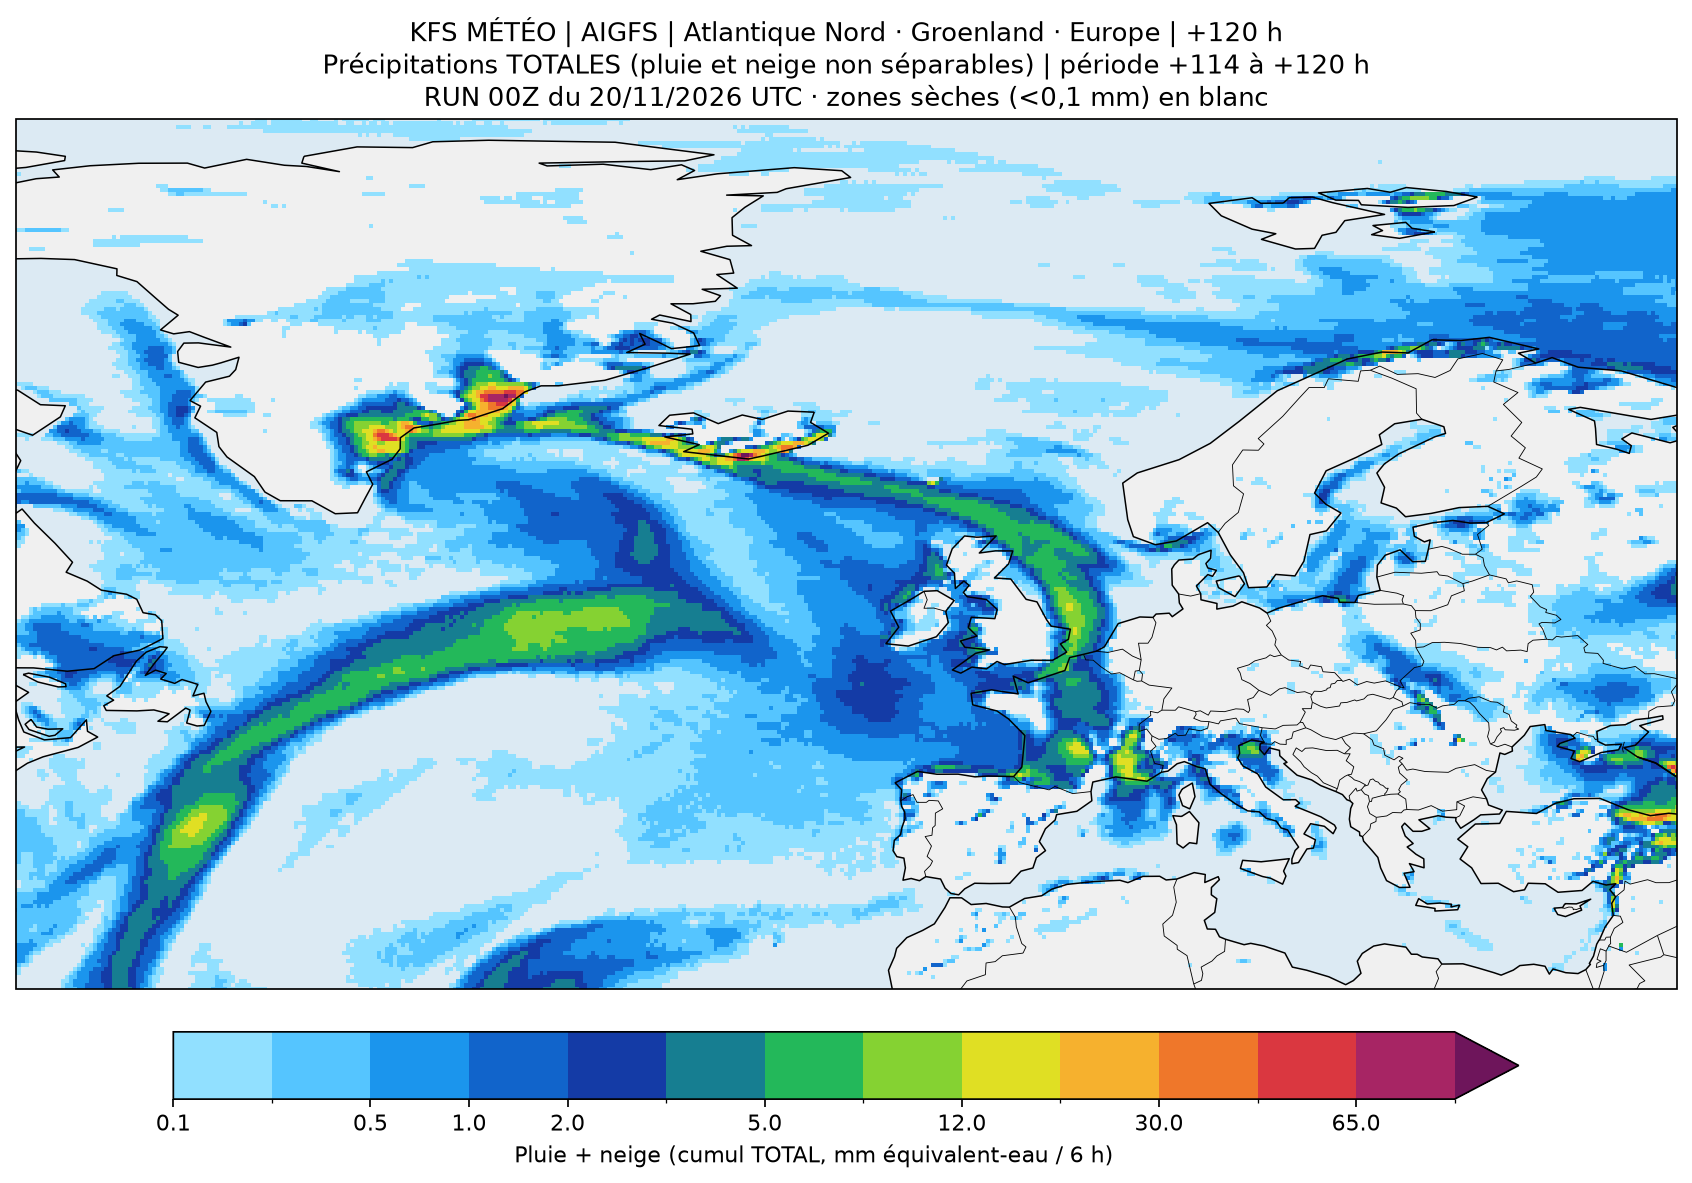 KFS MÉTÉO | AIGFS | Atlantique Nord · Groenland · Europe | +120 h
Précipitations TOTALES (pluie et neige non séparables) | période +114 à +120 h
RUN 00Z du 20/11/2026 UTC · zones sèches (<0,1 mm) en blanc
0.1 0.5 1.0 2.0 5.0 12.0 30.0 65.0
Pluie + neige (cumul TOTAL, mm équivalent-eau / 6 h)